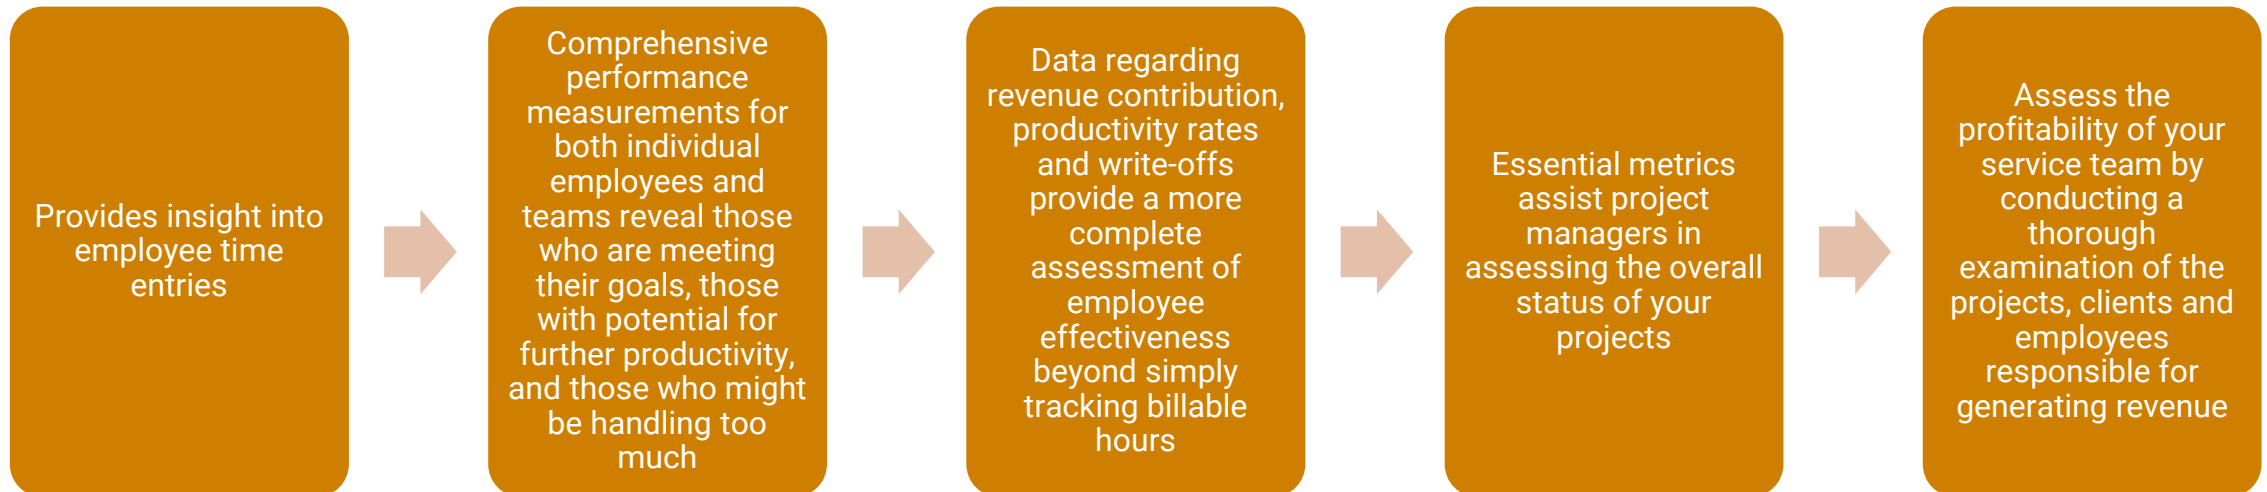 Provides insight into
employee time
entries
Comprehensive
performance
measurements for
both individual
employees and
teams reveal those
who are meeting
their goals, those
with potential for
further productivity,
and those who might
be handling too
much
Data regarding
revenue contribution,
productivity rates
and write-offs
provide a more
complete
assessment of
employee
effectiveness
beyond simply
tracking billable
hours
Essential metrics
assist project
managers in
assessing the overall
status of your
projects
Assess the
profitability of your
service team by
conducting a
thorough
examination of the
projects, clients and
employees
responsible for
generating revenue